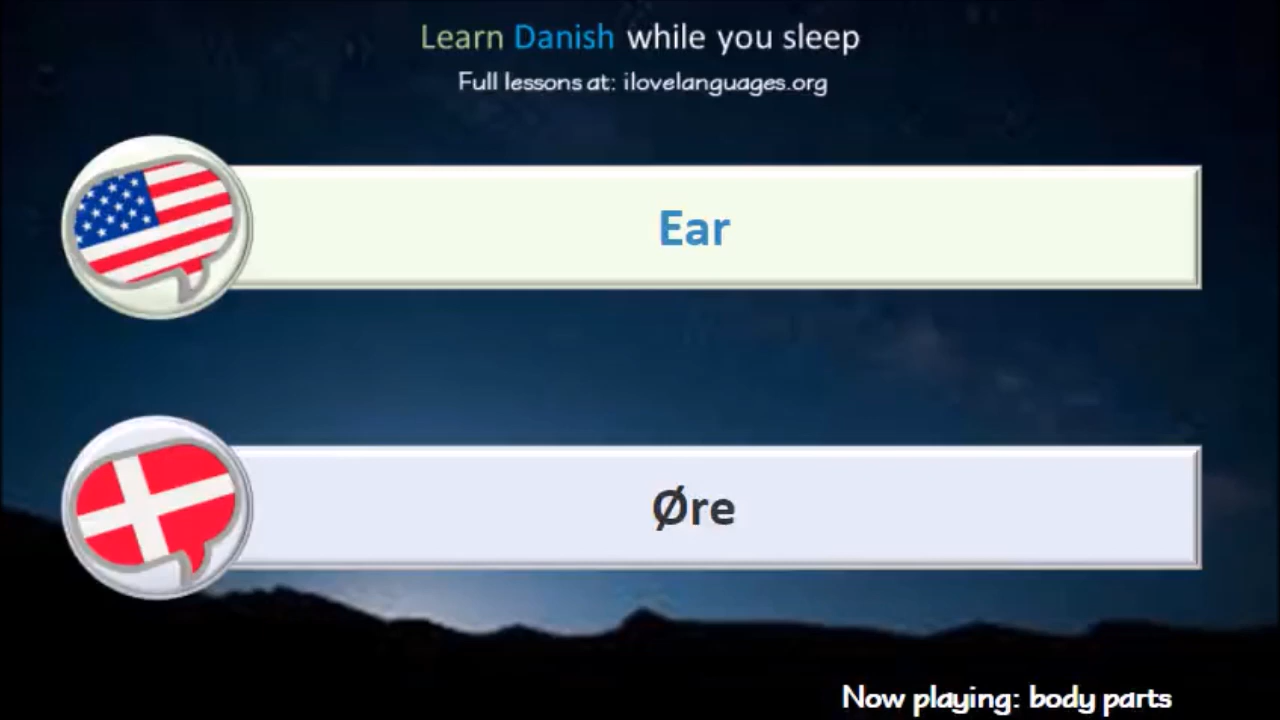 Learn Danish while you sleep
Full lessons at: ilovelanguages.org
Ear
Øre
Now playing: body parts